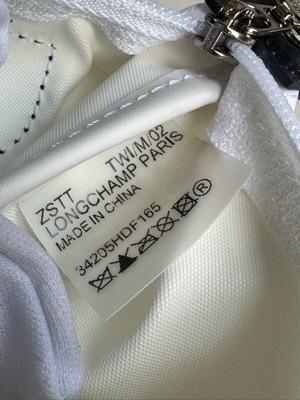 ZSTT TWI/M/02
LONGCHAMP PARIS
MADE IN CHINA
34205HDF165
®